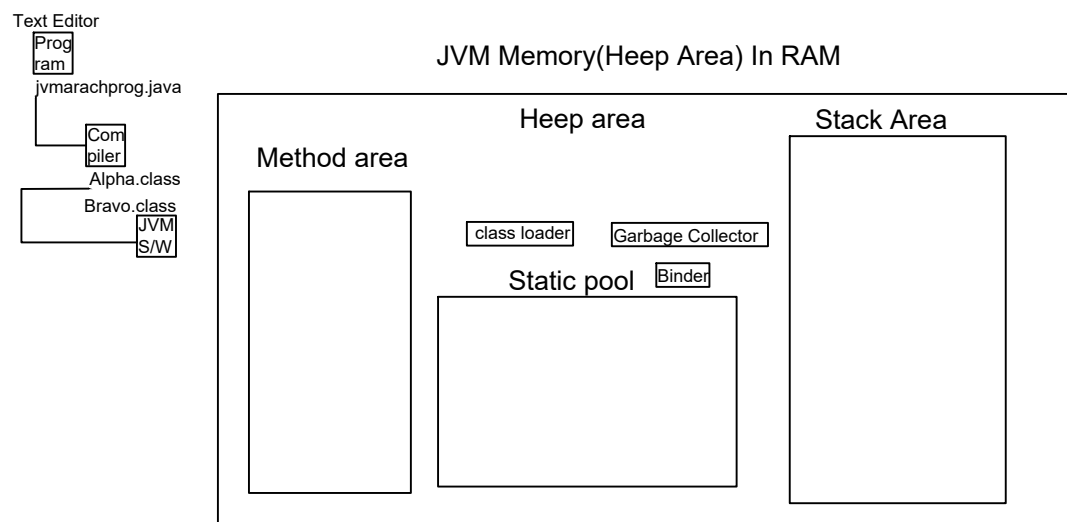 Text Editor
Prog
ram
jvmarachprog.java
Com
piler
Alpha.class
Bravo.class
JVM
S/W
JVM Memory(Heep Area) In RAM
Heep area
Stack Area
Method area
class loader
Garbage Collector
Static pool
Binder